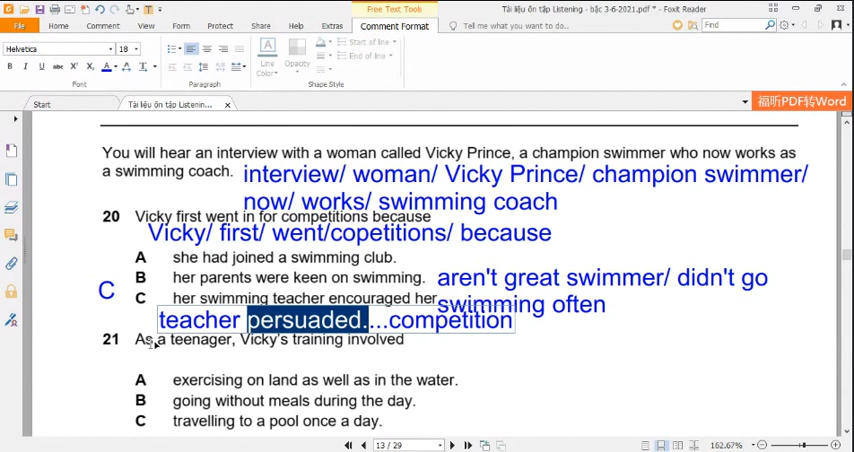 Free Text Tools
Tài liệu ôn tập Listening - bậc 3-6-2021.pdf * - Foxit Reader
File Home Comment View Form Protect Share Help Extras Comment Format Tell me what you want to do... Find
Helvetica 18
Line Color Opacity
Start of line
End of line
Font Paragraph Shape Style
Start Tài liệu ôn tập Listenin...
福昕PDF转Word
You will hear an interview with a woman called Vicky Prince, a champion swimmer who now works as
a swimming coach.
interview/ woman/ Vicky Prince/ champion swimmer/
now/ works/ swimming coach
20 Vicky first went in for competitions because
Vicky/ first/ went/copetitions/ because
A she had joined a swimming club.
B her parents were keen on swimming.
aren't great swimmer/ didn't go
swimming often
C
C her swimming teacher encouraged her
teacher persuaded....competition
21 As a teenager, Vicky's training involved
A exercising on land as well as in the water.
B going without meals during the day.
C travelling to a pool once a day.
13 / 29
162.67%